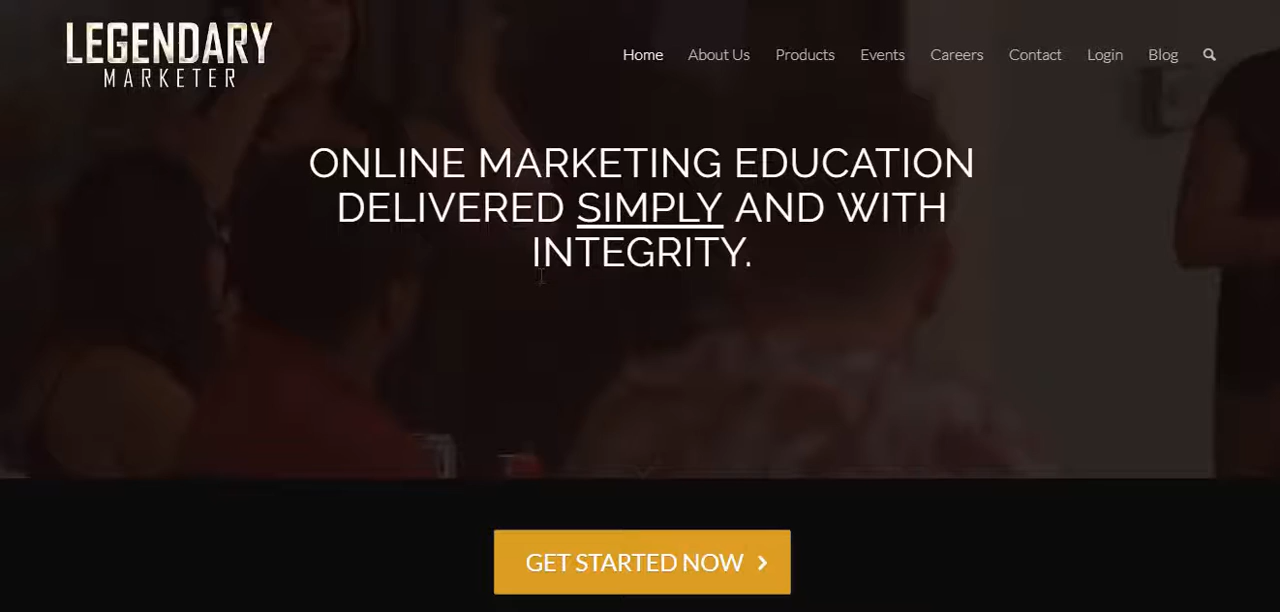 LEGENDARY
MARKETER
Home About Us Products Events Careers Contact Login Blog
ONLINE MARKETING EDUCATION
DELIVERED SIMPLY AND WITH
INTEGRITY.
GET STARTED NOW